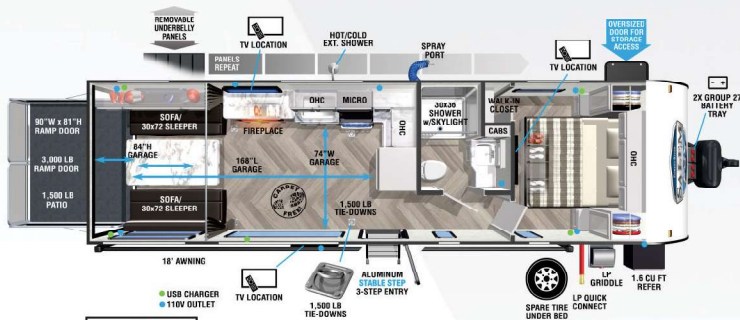 REMOVABLE
UNDERBELLY
PANELS
TV LOCATION
PANELS
REPEAT
HOT/COLD
EXT. SHOWER
SPRAY
PORT
TV LOCATION
OVERSIZED
DOOR FOR
STORAGE
ACCESS
2X GROUP 27
BATTERY
TRAY
90"W x 81"H
RAMP DOOR
3,000 LB
RAMP DOOR
1,500 LB
PATIO
SOFA/
30x72 SLEEPER
84"H
GARAGE
SOFA/
30x72 SLEEPER
FIREPLACE
OHC
MICRO
OHC
168"L
GARAGE
74"W
GARAGE
CARPET
FREE
1,500 LB
TIE-DOWNS
30x36
SHOWER
w/SKYLIGHT
WALK-IN
CLOSET
CABS
OHC
18' AWNING
USB CHARGER
110V OUTLET
TV LOCATION
1,500 LB
TIE-DOWNS
ALUMINUM
STABLE STEP
3-STEP ENTRY
SPARE TIRE
UNDER BED
LP QUICK
CONNECT
LP
GRIDDLE
1.6 CU FT
REFER